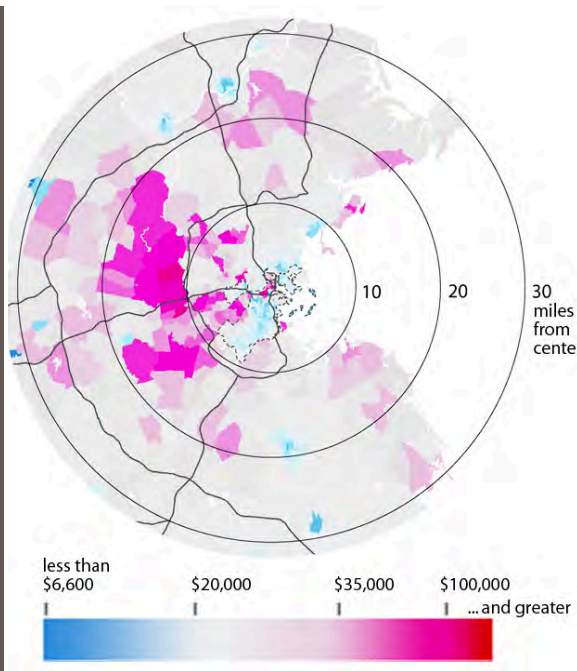 10
20
30
miles
from
cente
less than
$6,600
$20,000
$35,000
$100,000
... and greater